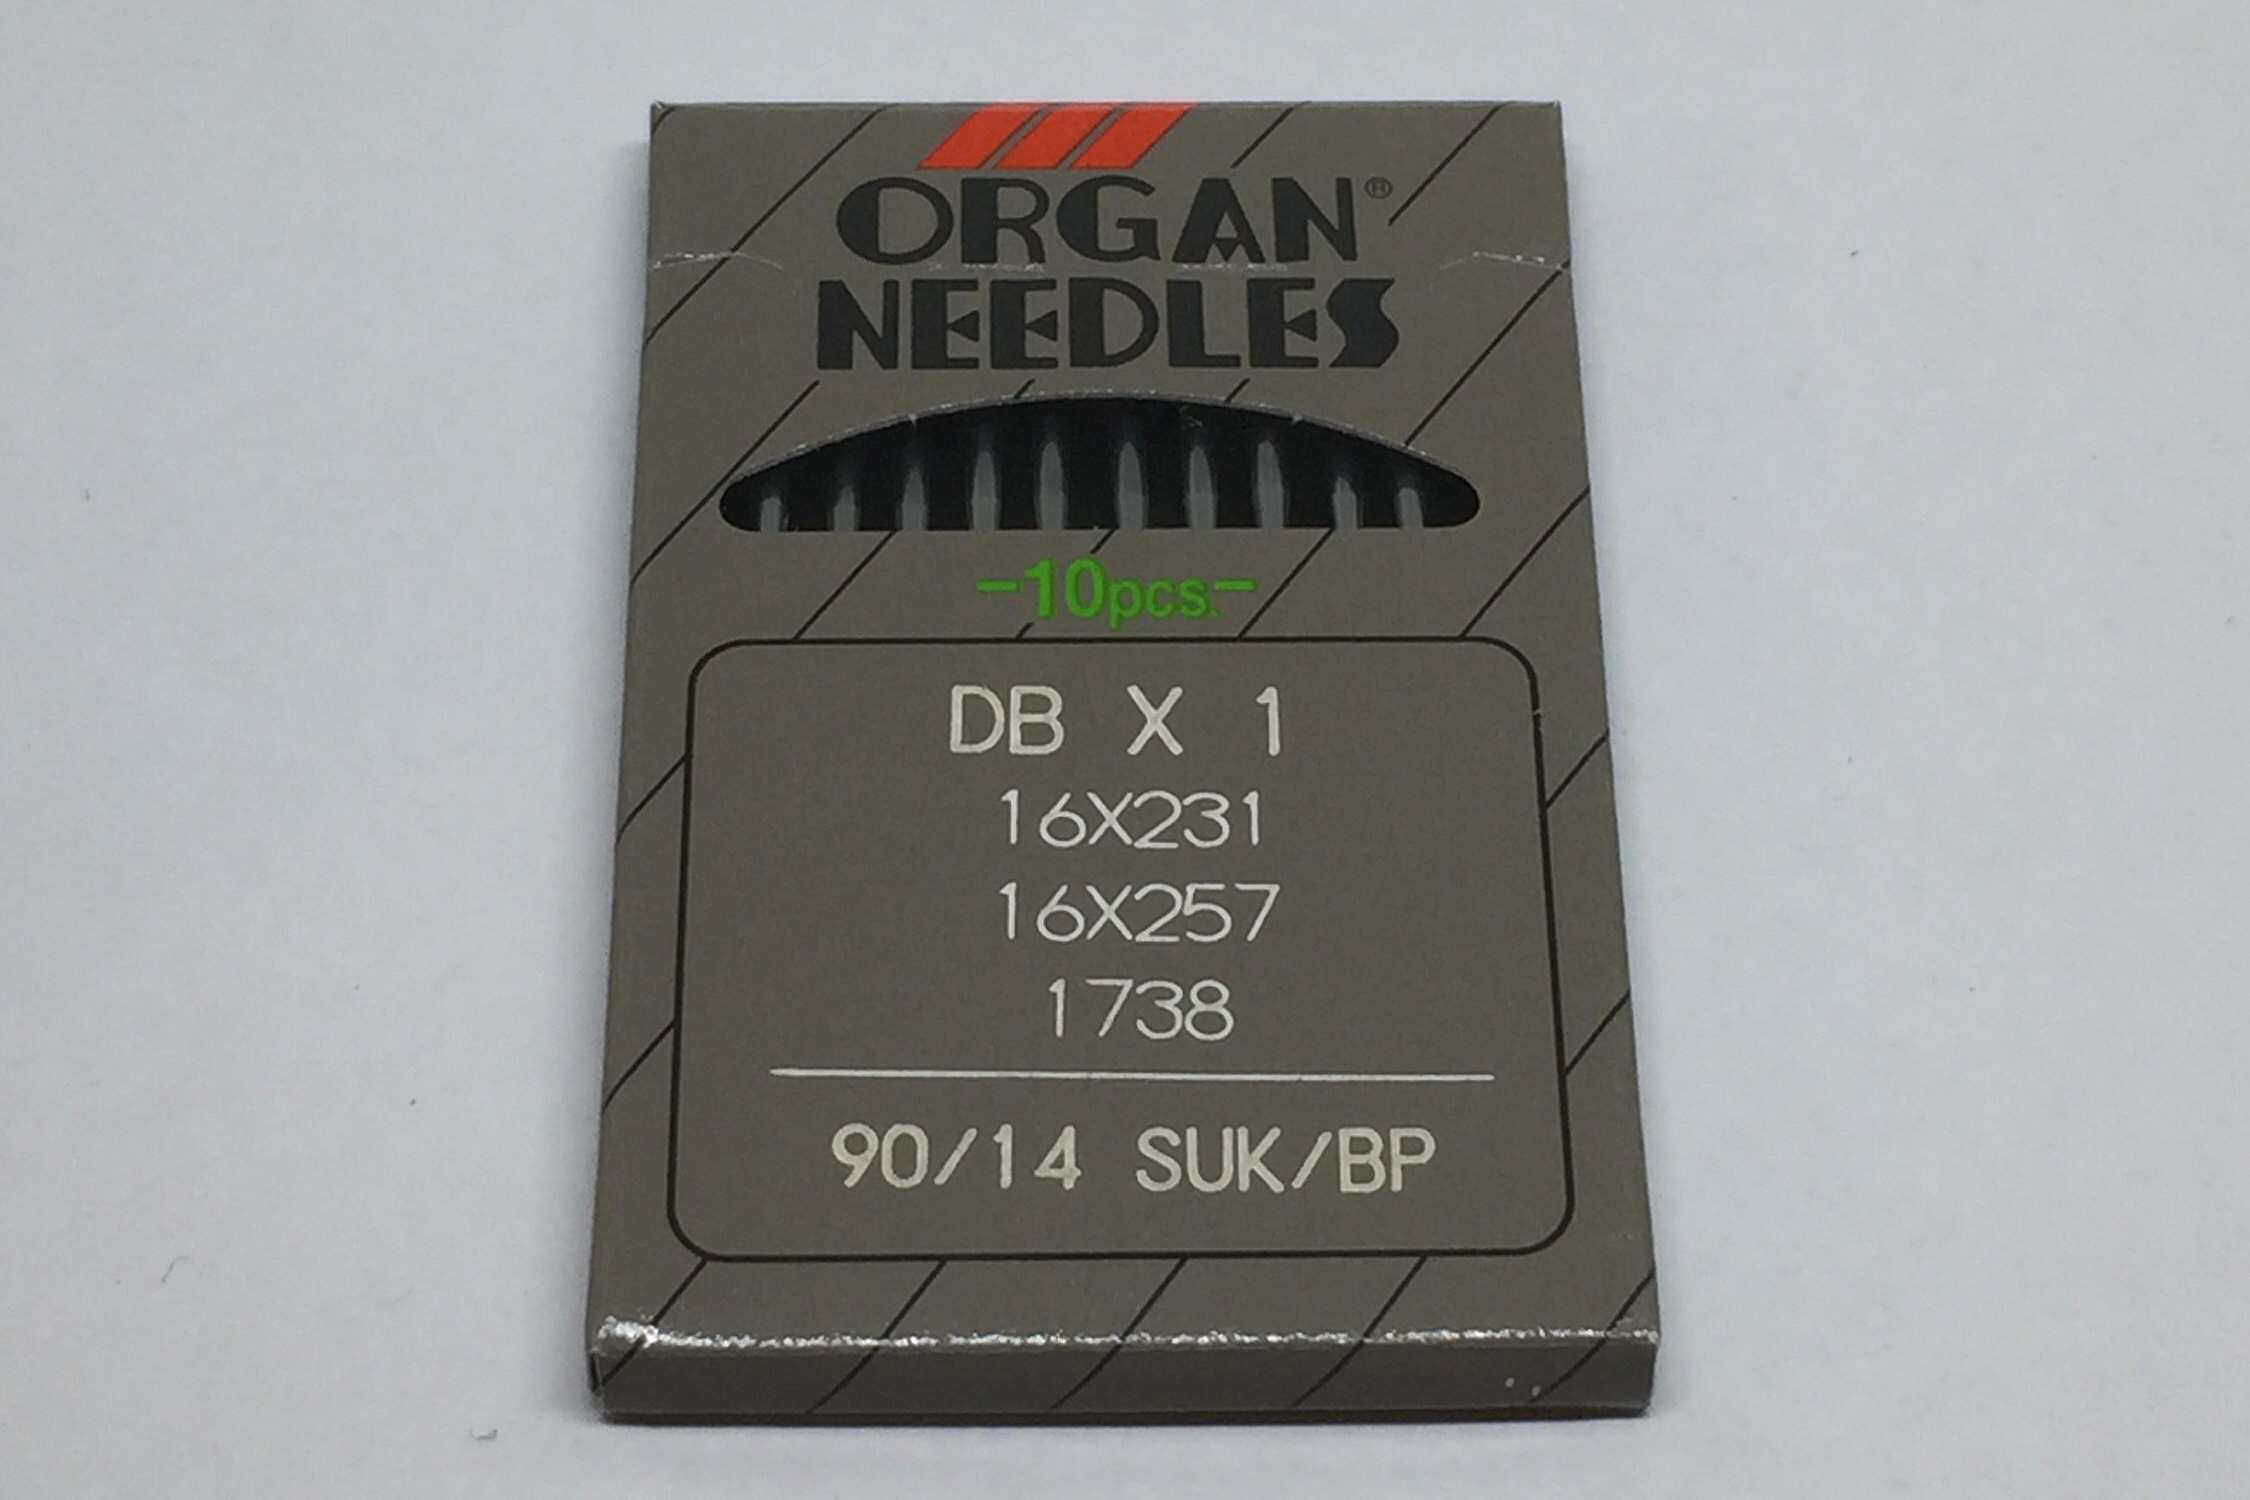 ORGAN®
NEEDLES
-10pcs.-
DB X 1
16X231
16X257
1738
90/14 SUK/BP